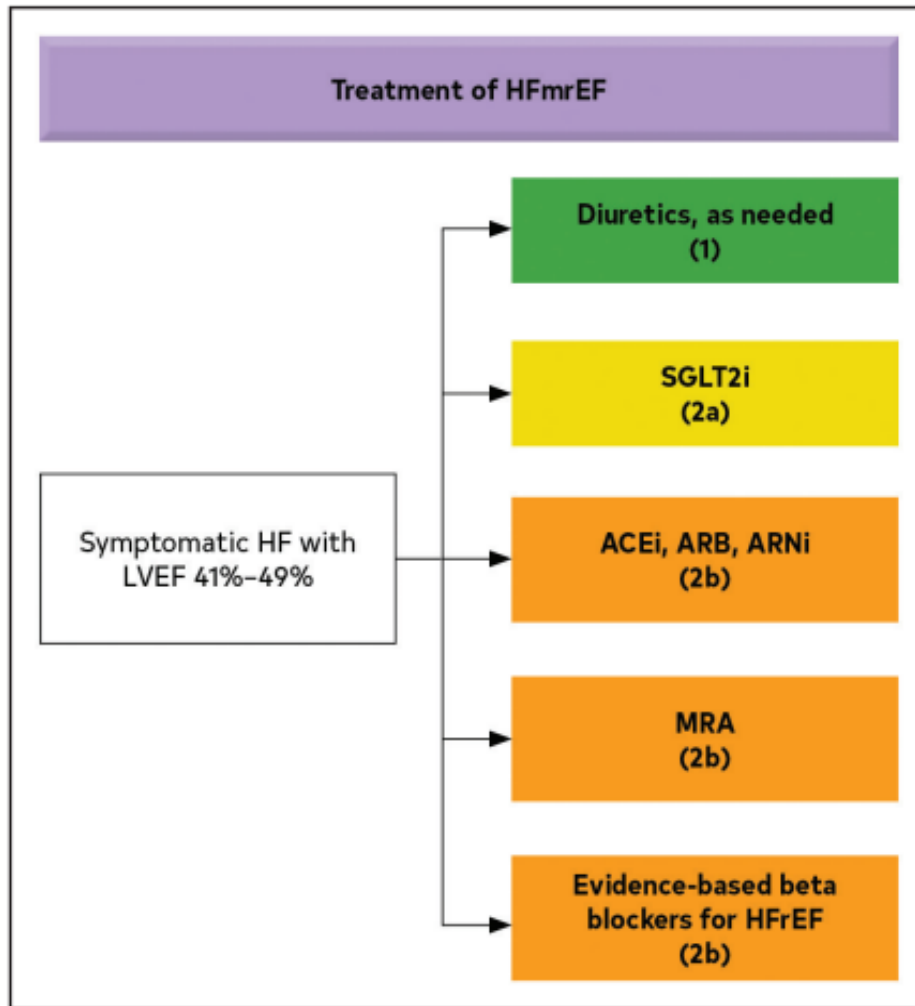 Treatment of HFmrEF
Diuretics, as needed
(1)
SGLT2i
(2a)
Symptomatic HF with
LVEF 41%–49%
ACEi, ARB, ARNi
(2b)
MRA
(2b)
Evidence-based beta
blockers for HFrEF
(2b)